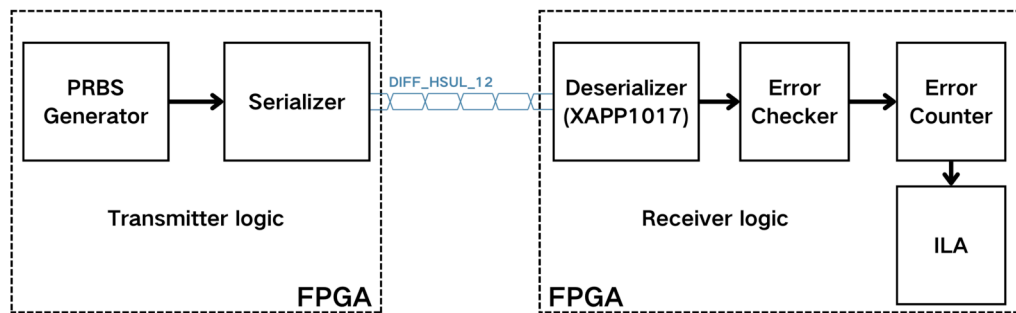 PRBS
Generator
Serializer
DIFF_HSUL_12
Deserializer
(XAPP1017)
Error
Checker
Error
Counter
Transmitter logic
Receiver logic
ILA
FPGA
FPGA